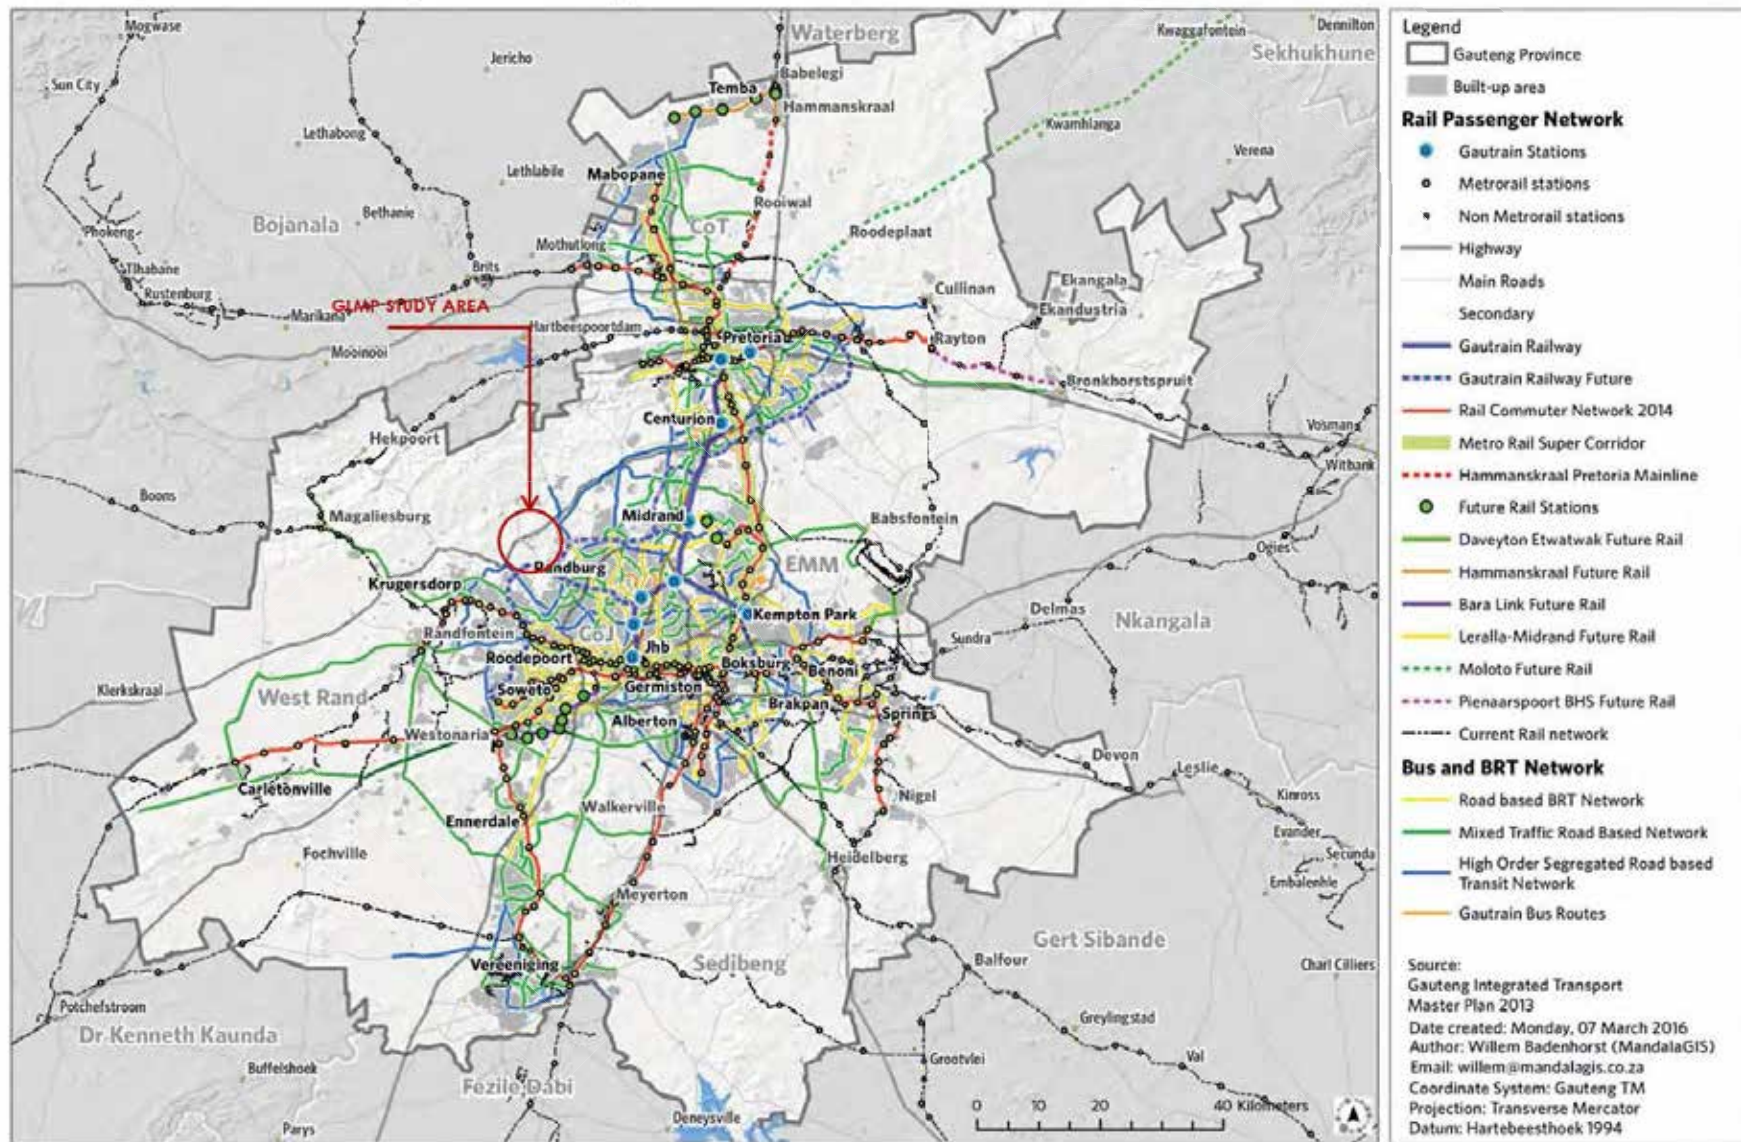 Mogwase
Waterberg
Kwaggafontein
Dennilton
Sekhukhune
Jericho
Sun City
Babelegi
Temba
Hammanskraal
Lethabong
Kwamhlanga
Verena
Lethlabile
Mabopane
Rooiwal
Bethanie
Bojanala
CoT
Phokeng
Roodeplaat
Mothutlong
Tlhabane
Brits
Ekangala
Cullinan
Rustenburg
GLMP STUDY AREA
Ekandustria
Marikana
Hartbeespoortdam
Pretoria
Rayton
Mooinooi
Bronkhorstspruit
Centurion
Vosman
Hekpoort
Witbank
Boons
Magaliesburg
Midrand
Babsfontein
Ogies
Randburg
EMM
Krugersdorp
Kempton Park
Delmas
Nkangala
Randfontein
CoJ
Sundra
Jhb
Roodepoort
Boksburg
Benoni
Klerkskraal
West Rand
Soweto
Germiston
Brakpan
Springs
Alberton
Westonaria
Devon
Leslie
Carletonville
Nigel
Kinross
Walkerville
Ennerdale
Evander
Fochville
Heidelberg
Secunda
Embalenhle
Meyerton
Gert Sibande
Vereeniging
Sedibeng
Balfour
Charl Cilliers
Potchefstroom
Greylingstad
Dr Kenneth Kaunda
Grootvlei
Val
Buffelshoek
Fezile Dabi
Deneysville
Parys
0 10 20 40 Kilometers
Legend
Gauteng Province
Built-up area
Rail Passenger Network
Gautrain Stations
Metrorail stations
Non Metrorail stations
Highway
Main Roads
Secondary
Gautrain Railway
Gautrain Railway Future
Rail Commuter Network 2014
Metro Rail Super Corridor
Hammanskraal Pretoria Mainline
Future Rail Stations
Daveyton Etwatwak Future Rail
Hammanskraal Future Rail
Bara Link Future Rail
Leralla-Midrand Future Rail
Moloto Future Rail
Pienaarspoort BHS Future Rail
Current Rail network
Bus and BRT Network
Road based BRT Network
Mixed Traffic Road Based Network
High Order Segregated Road based
Transit Network
Gautrain Bus Routes
Source:
Gauteng Integrated Transport
Master Plan 2013
Date created: Monday, 07 March 2016
Author: Willem Badenhorst (MandalaGIS)
Email: willem@mandalagis.co.za
Coordinate System: Gauteng TM
Projection: Transverse Mercator
Datum: Hartebeesthoek 1994